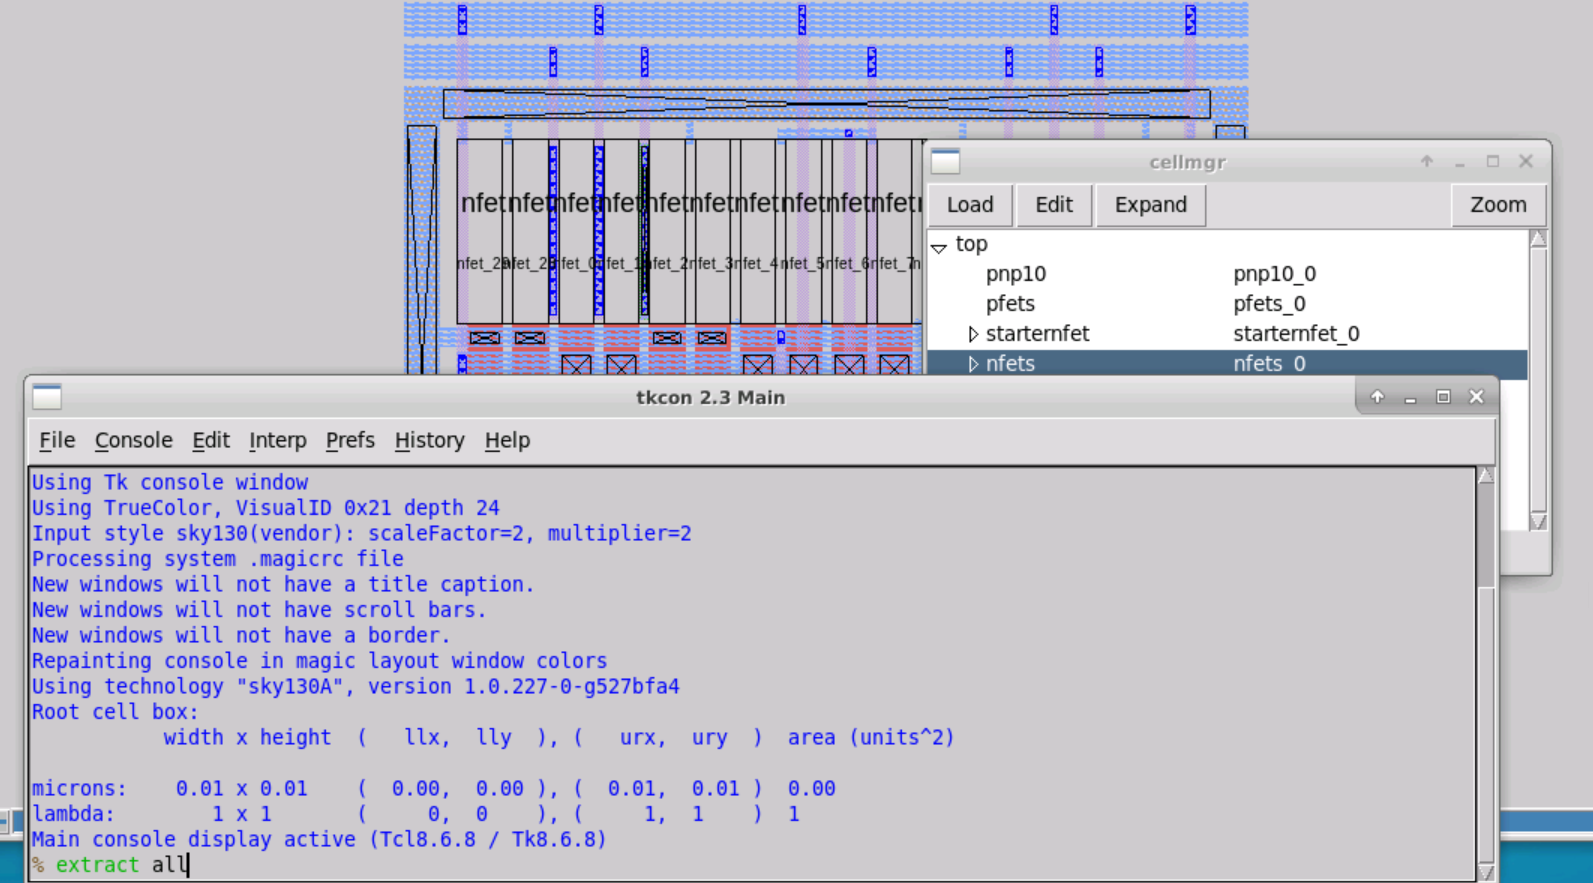 nfet nfet nfet nfet nfet nfet nfet nfet nfet nfet
nfet_2 nfet_2 nfet_0 nfet_1 nfet_2 nfet_3 nfet_4 nfet_5 nfet_6 nfet_7
cellmgr
Load Edit Expand Zoom
top
pnp10 pnp10_0
pfets pfets_0
starternfet starternfet_0
nfets nfets_0
tkcon 2.3 Main
File Console Edit Interp Prefs History Help
Using Tk console window
Using TrueColor, VisualID 0x21 depth 24
Input style sky130(vendor): scaleFactor=2, multiplier=2
Processing system .magicrc file
New windows will not have a title caption.
New windows will not have scroll bars.
New windows will not have a border.
Repainting console in magic layout window colors
Using technology "sky130A", version 1.0.227-0-g527bfa4
Root cell box:
width x height ( llx, lly ), ( urx, ury ) area (units^2)
microns: 0.01 x 0.01 ( 0.00, 0.00 ), ( 0.01, 0.01 ) 0.00
lambda: 1 x 1 ( 0, 0 ), ( 1, 1 ) 1
Main console display active (Tcl8.6.8 / Tk8.6.8)
% extract all